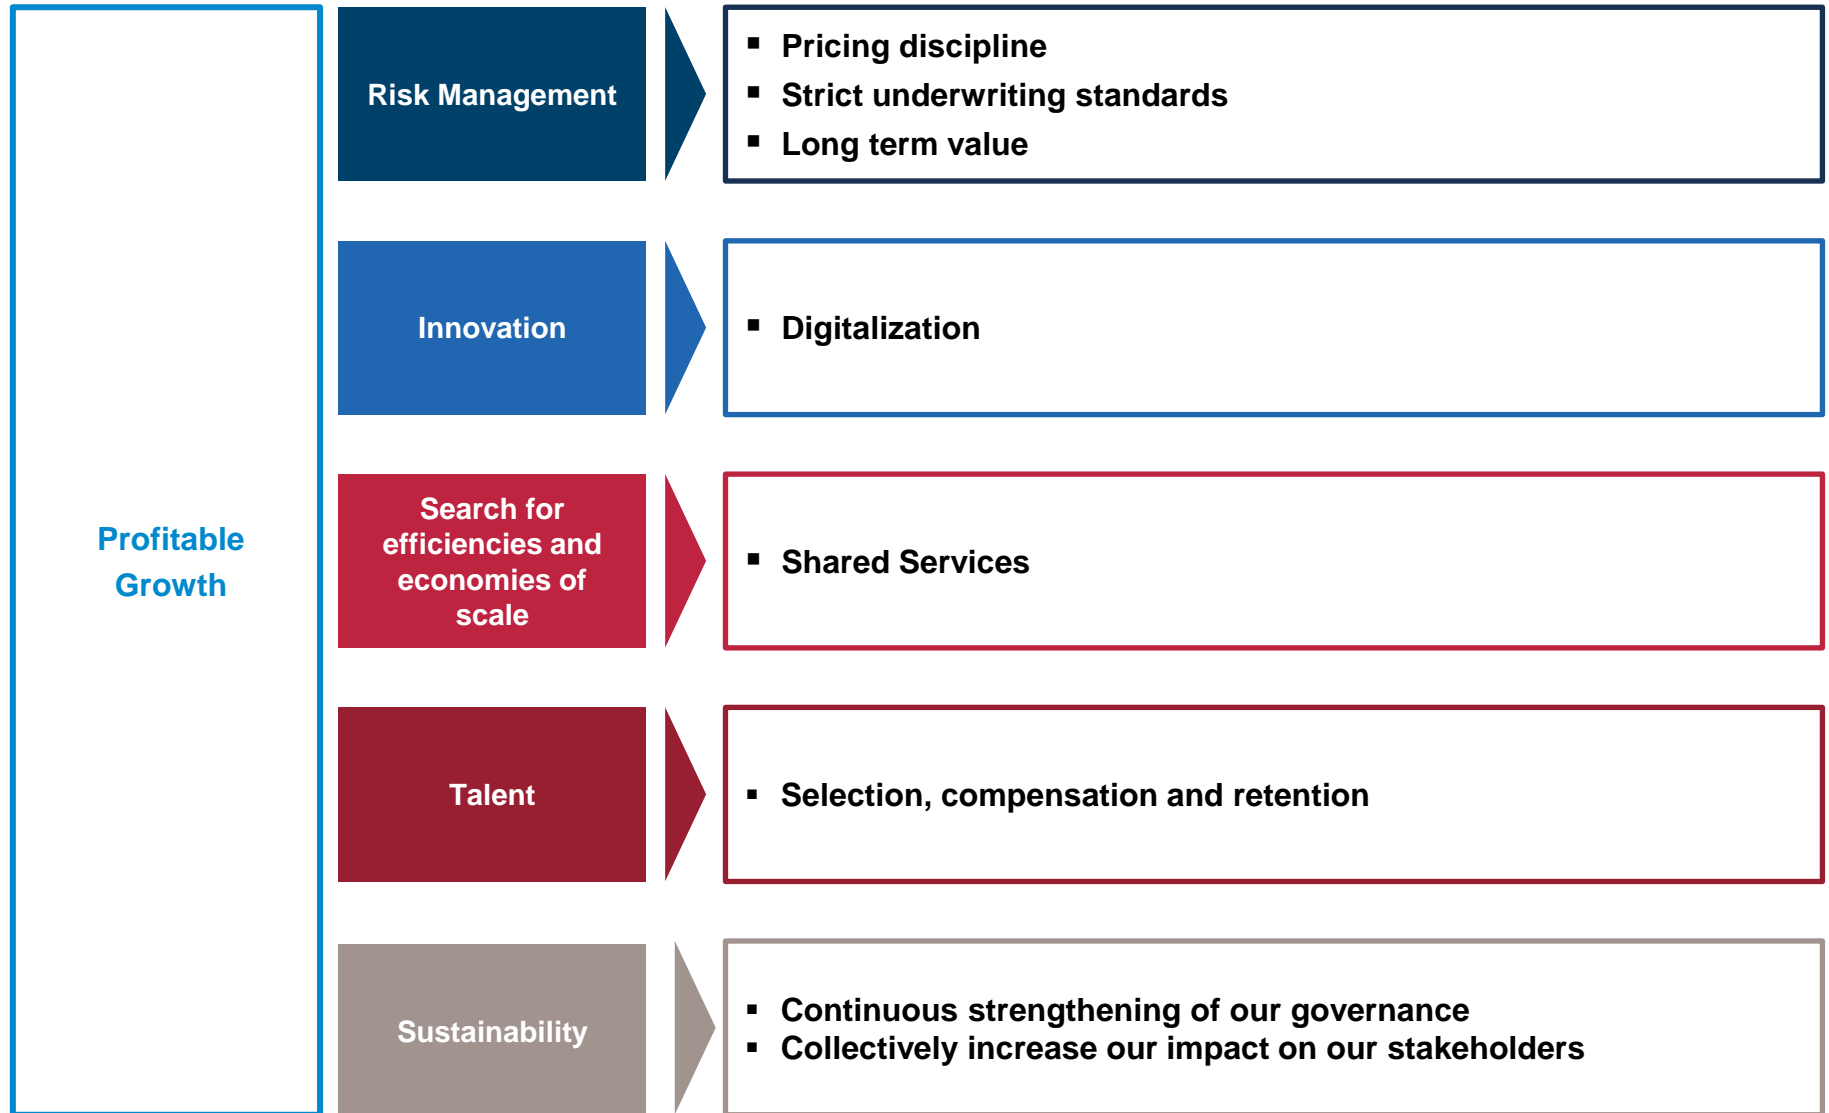 Profitable
Growth
Risk Management
▪ Pricing discipline
▪ Strict underwriting standards
▪ Long term value
Innovation
▪ Digitalization
Search for
efficiencies and
economies of
scale
▪ Shared Services
Talent
▪ Selection, compensation and retention
Sustainability
▪ Continuous strengthening of our governance
▪ Collectively increase our impact on our stakeholders